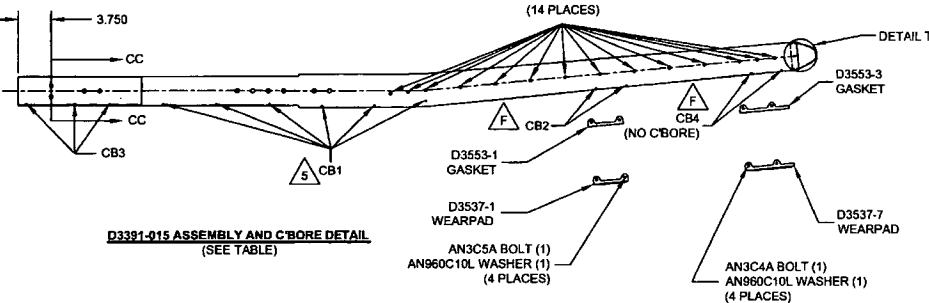 (14 PLACES)
3.750
DETAIL T
CC
D3553-3
GASKET
F
F
CB4
(NO C'BORE)
CB2
CC
CB3
5
CB1
D3553-1
GASKET
D3537-1
WEARPAD
D3537-7
WEARPAD
D3391-015 ASSEMBLY AND C'BORE DETAIL
(SEE TABLE)
AN3C5A BOLT (1)
AN960C10L WASHER (1)
(4 PLACES)
AN3C4A BOLT (1)
AN960C10L WASHER (1)
(4 PLACES)